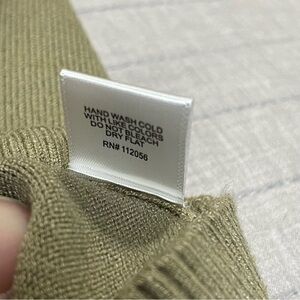 HAND WASH COLD
WITH LIKE COLORS
DO NOT BLEACH
DRY FLAT
RN# 112056